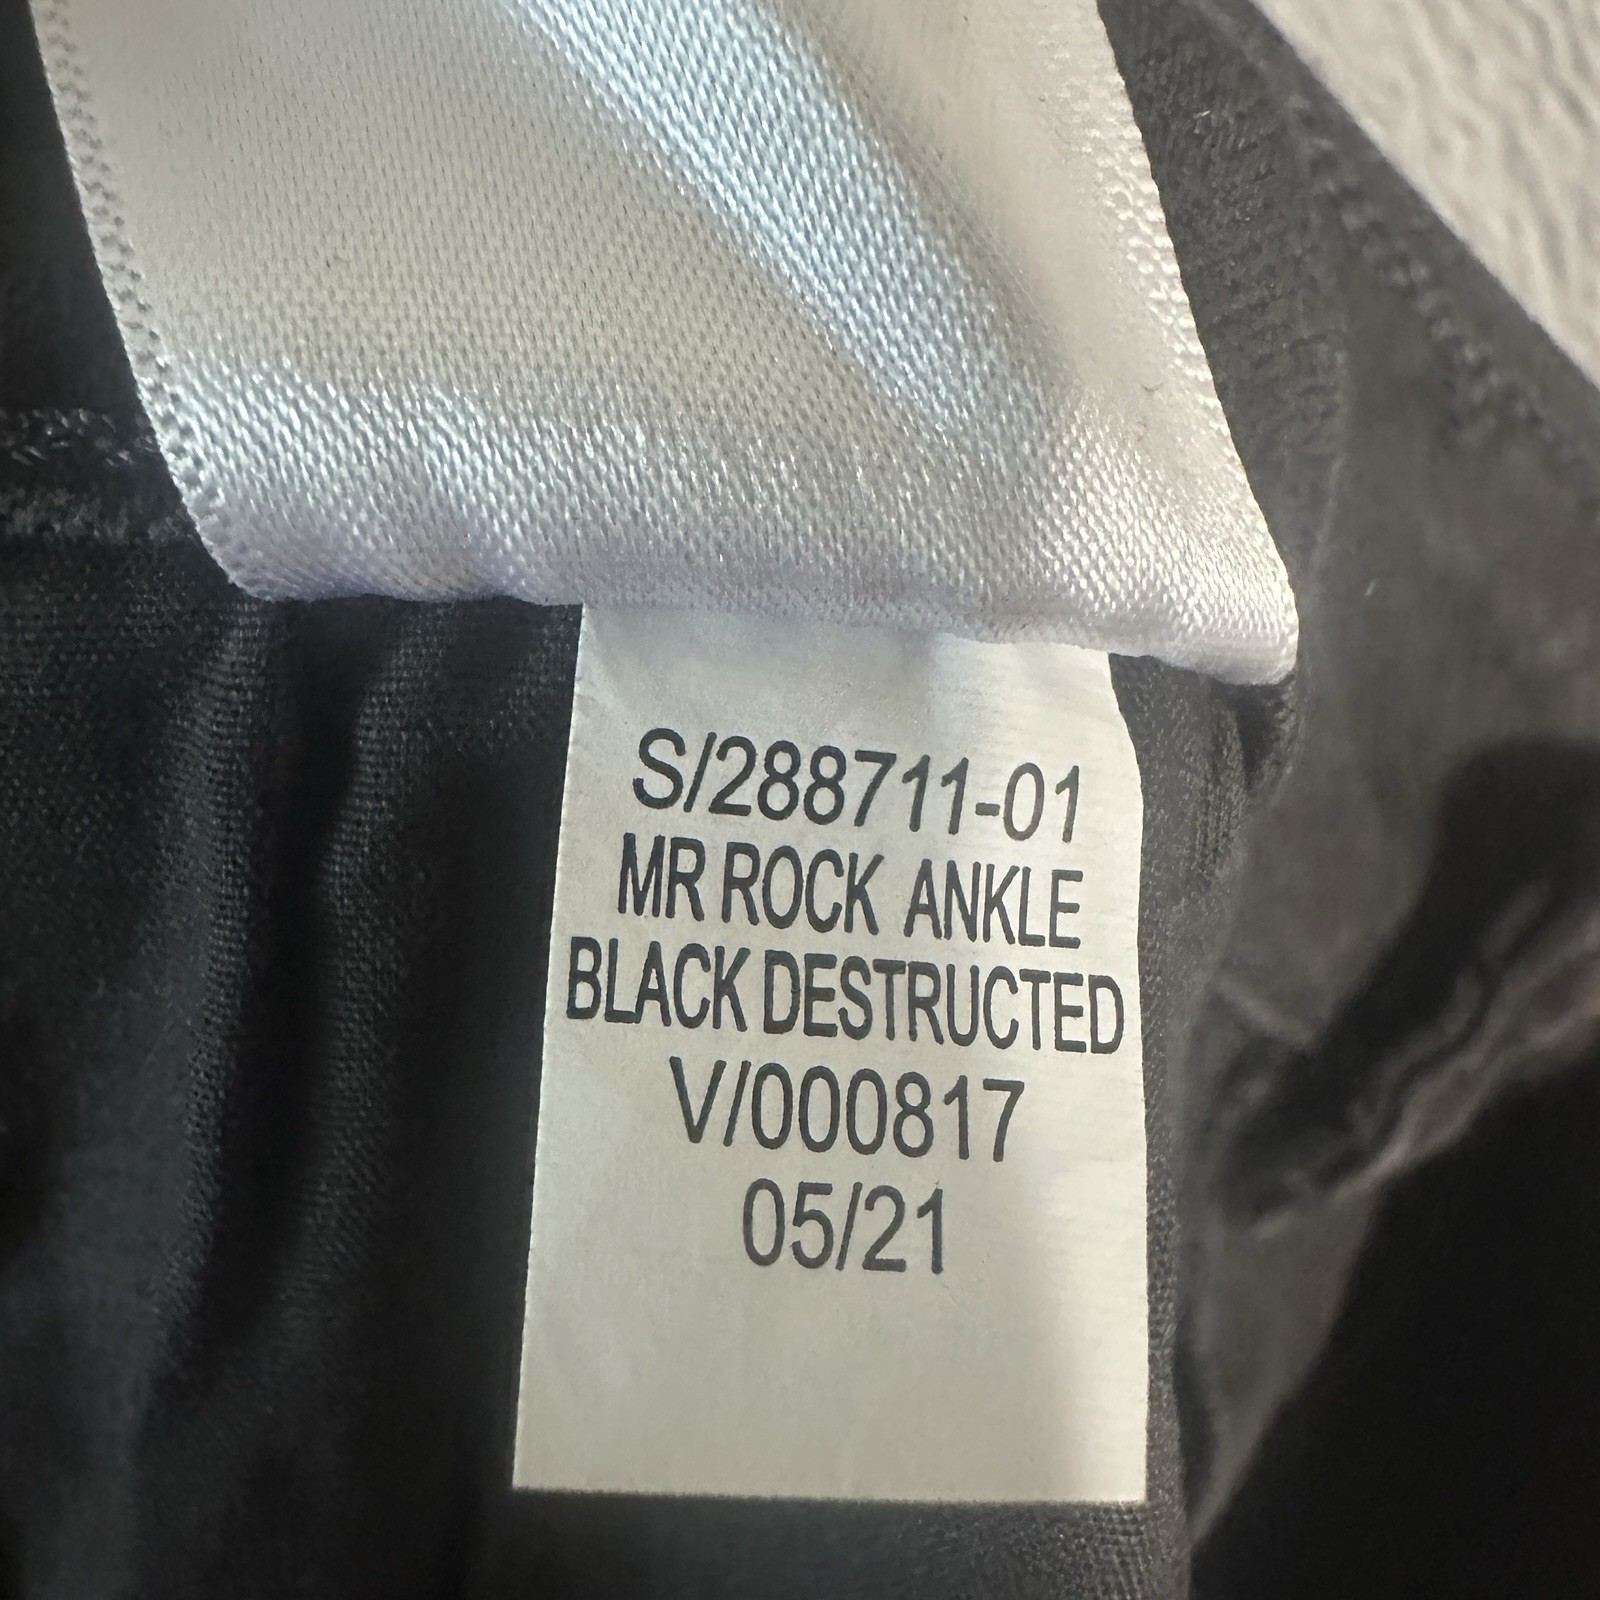 S/288711-01
MR ROCK ANKLE
BLACK DESTRUCTED
V/000817
05/21